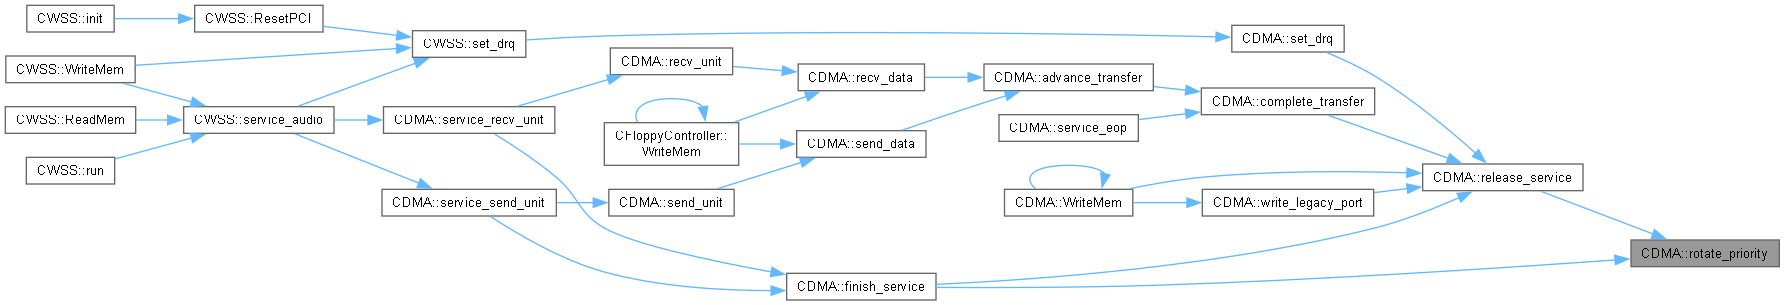 CWSS::init
CWSS::ResetPCI
CWSS::set_drq
CDMA::set_drq
CWSS::WriteMem
CDMA::recv_unit
CDMA::recv_data
CDMA::advance_transfer
CDMA::complete_transfer
CWSS::ReadMem
CWSS::service_audio
CDMA::service_recv_unit
CFloppyController::
WriteMem
CDMA::send_data
CDMA::service_eop
CWSS::run
CDMA::release_service
CDMA::service_send_unit
CDMA::send_unit
CDMA::WriteMem
CDMA::write_legacy_port
CDMA::rotate_priority
CDMA::finish_service